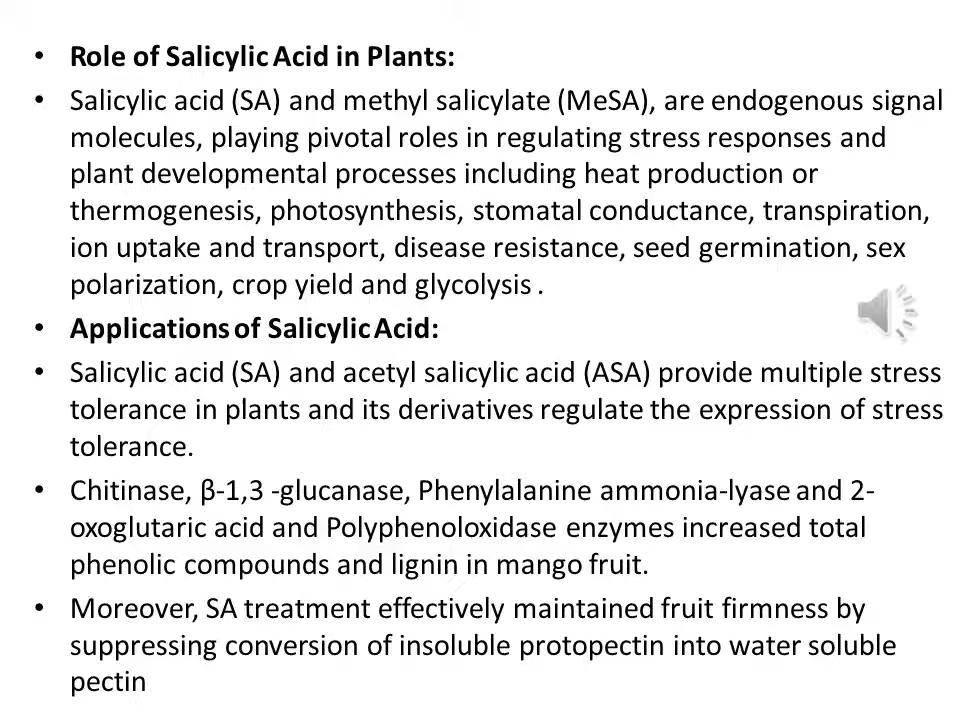 • Role of Salicylic Acid in Plants:
• Salicylic acid (SA) and methyl salicylate (MeSA), are endogenous signal
molecules, playing pivotal roles in regulating stress responses and
plant developmental processes including heat production or
thermogenesis, photosynthesis, stomatal conductance, transpiration,
ion uptake and transport, disease resistance, seed germination, sex
polarization, crop yield and glycolysis .
• Applications of Salicylic Acid:
• Salicylic acid (SA) and acetyl salicylic acid (ASA) provide multiple stress
tolerance in plants and its derivatives regulate the expression of stress
tolerance.
• Chitinase, β-1,3 -glucanase, Phenylalanine ammonia-lyase and 2-
oxoglutaric acid and Polyphenoloxidase enzymes increased total
phenolic compounds and lignin in mango fruit.
• Moreover, SA treatment effectively maintained fruit firmness by
suppressing conversion of insoluble protopectin into water soluble
pectin